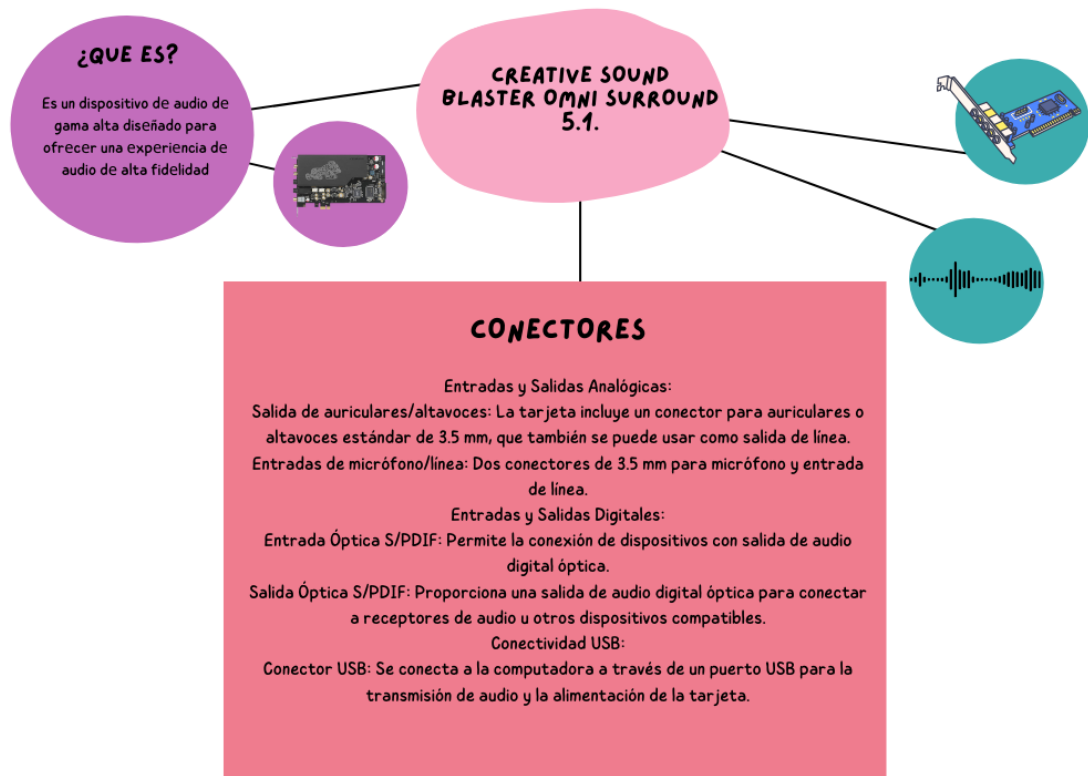 ¿QUE ES?
Es un dispositivo de audio de
gama alta diseñado para
ofrecer una experiencia de
audio de alta fidelidad
CREATIVE SOUND
BLASTER OMNI SURROUND
5.1.
CONECTORES
Entradas y Salidas Analógicas:
Salida de auriculares/altavoces: La tarjeta incluye un conector para auriculares o
altavoces estándar de 3.5 mm, que también se puede usar como salida de línea.
Entradas de micrófono/línea: Dos conectores de 3.5 mm para micrófono y entrada
de línea.
Entradas y Salidas Digitales:
Entrada Óptica S/PDIF: Permite la conexión de dispositivos con salida de audio
digital óptica.
Salida Óptica S/PDIF: Proporciona una salida de audio digital óptica para conectar
a receptores de audio u otros dispositivos compatibles.
Conectividad USB:
Conector USB: Se conecta a la computadora a través de un puerto USB para la
transmisión de audio y la alimentación de la tarjeta.